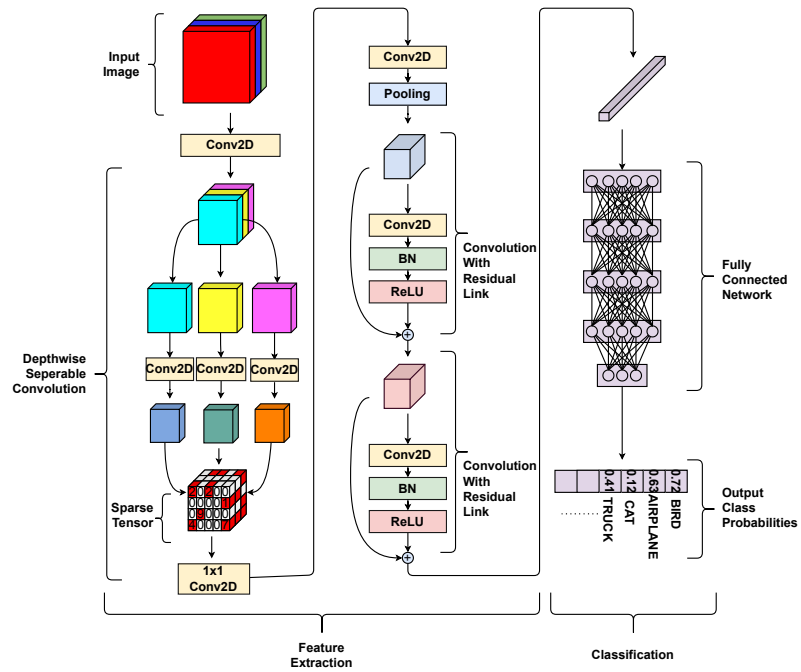 Input
Image
Conv2D
Depthwise
Seperable
Convolution
Conv2D
Conv2D
Conv2D
Sparse
Tensor
1x1
Conv2D
Conv2D
Pooling
Conv2D
BN
ReLU
Convolution
With
Residual
Link
+
Conv2D
BN
ReLU
Convolution
With
Residual
Link
+
Fully
Connected
Network
0.41 TRUCK
0.12 CAT
0.63 AIRPLANE
0.72 BIRD
............
Output
Class
Probabilities
Feature
Extraction
Classification